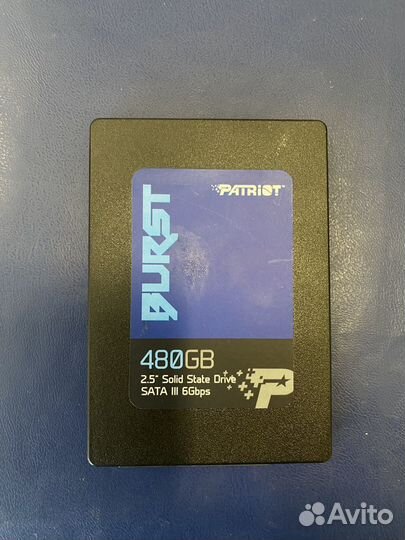 PATRIOT
BURST
480GB
2.5" Solid State Drive
SATA III 6Gbps
P
Avito